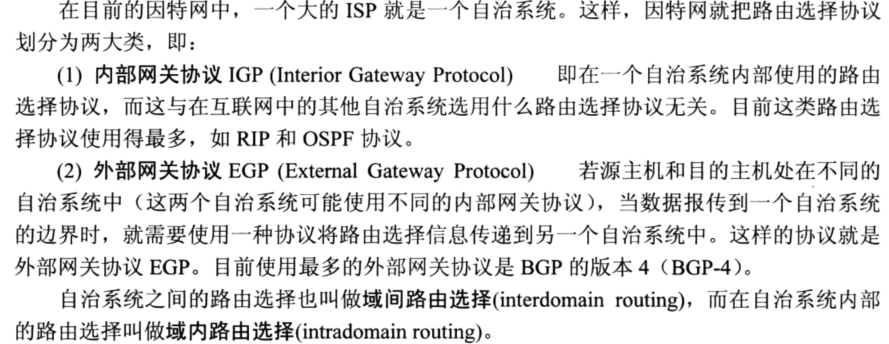 在目前的因特网中，一个大的 ISP 就是一个自治系统。这样，因特网就把路由选择协议
划分为两大类，即：
(1) 内部网关协议 IGP (Interior Gateway Protocol) 即在一个自治系统内部使用的路由
选择协议，而这与在互联网中的其他自治系统选用什么路由选择协议无关。目前这类路由选
择协议使用得最多，如 RIP 和 OSPF 协议。
(2) 外部网关协议 EGP (External Gateway Protocol) 若源主机和目的主机处在不同的
自治系统中（这两个自治系统可能使用不同的内部网关协议），当数据报传到一个自治系统
的边界时，就需要使用一种协议将路由选择信息传递到另一个自治系统中。这样的协议就是
外部网关协议 EGP。目前使用最多的外部网关协议是 BGP 的版本 4（BGP-4）。
自治系统之间的路由选择也叫做域间路由选择(interdomain routing)，而在自治系统内部
的路由选择叫做域内路由选择(intradomain routing)。